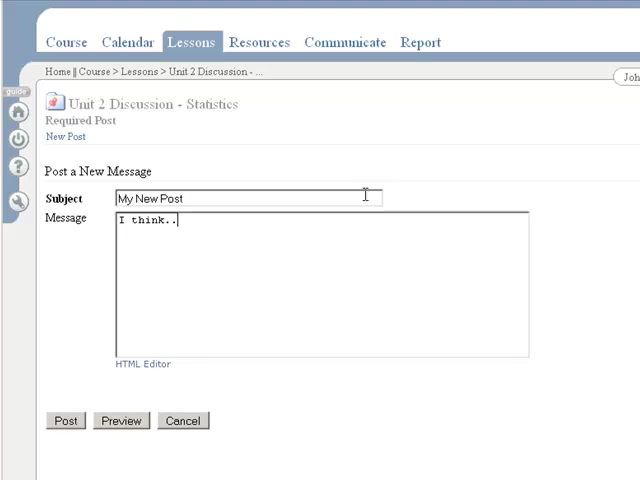 Course Calendar Lessons Resources Communicate Report
Home || Course > Lessons > Unit 2 Discussion - ...
Joh
guide
Unit 2 Discussion - Statistics
Required Post
New Post
Post a New Message
Subject My New Post
Message I think..
HTML Editor
Post Preview Cancel